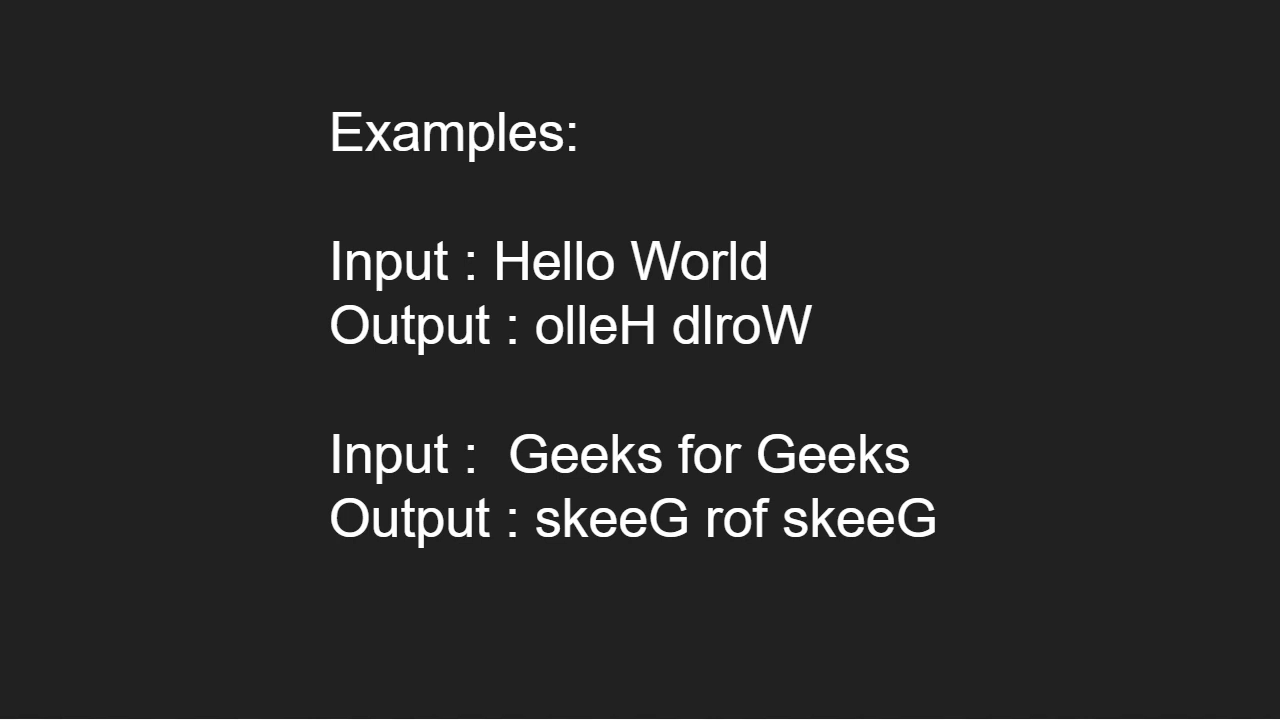 Examples:
Input : Hello World
Output : olleH dlroW
Input :  Geeks for Geeks
Output : skeeG rof skeeG